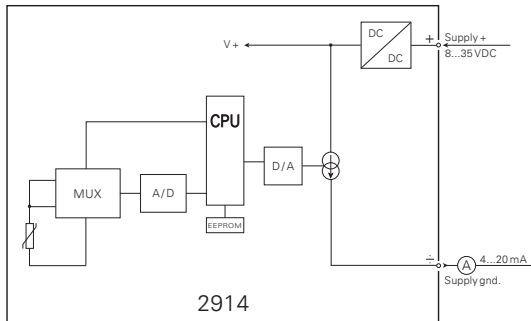 DC
DC
V+
+
Supply +
8...35 VDC
CPU
MUX
A/D
D/A
EEPROM
÷
A
4...20 mA
Supply gnd.
2914